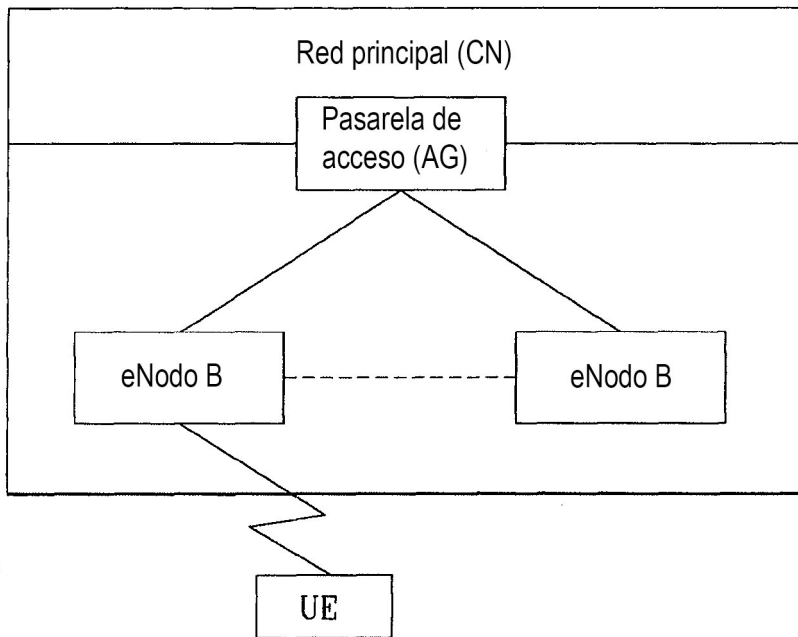 Red principal (CN)
Pasarela de
acceso (AG)
eNodo B
eNodo B
UE